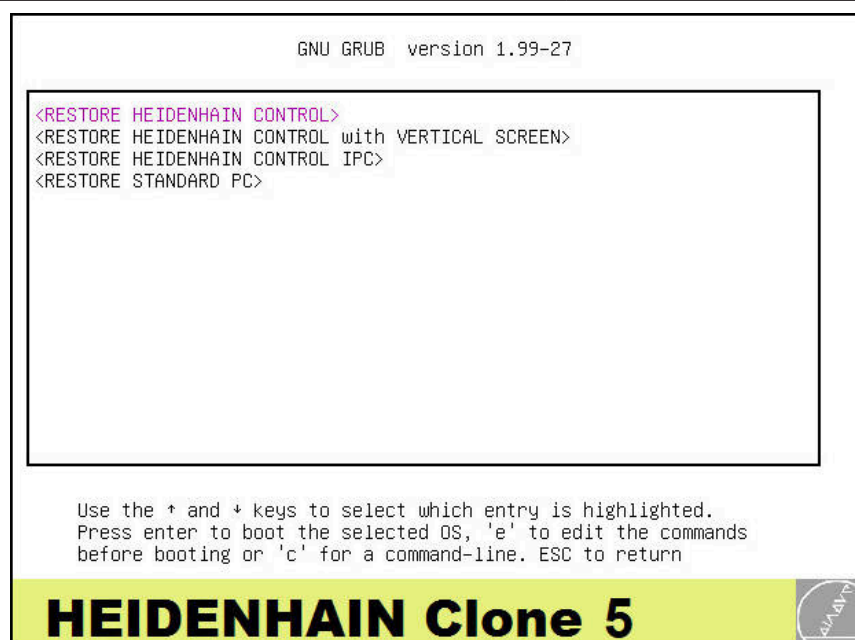 GNU GRUB version 1.99-27
<RESTORE HEIDENHAIN CONTROL>
<RESTORE HEIDENHAIN CONTROL with VERTICAL SCREEN>
<RESTORE HEIDENHAIN CONTROL IPC>
<RESTORE STANDARD PC>
Use the ↑ and ↓ keys to select which entry is highlighted.
Press enter to boot the selected OS, 'e' to edit the commands
before booting or 'c' for a command-line. ESC to return
HEIDENHAIN Clone 5